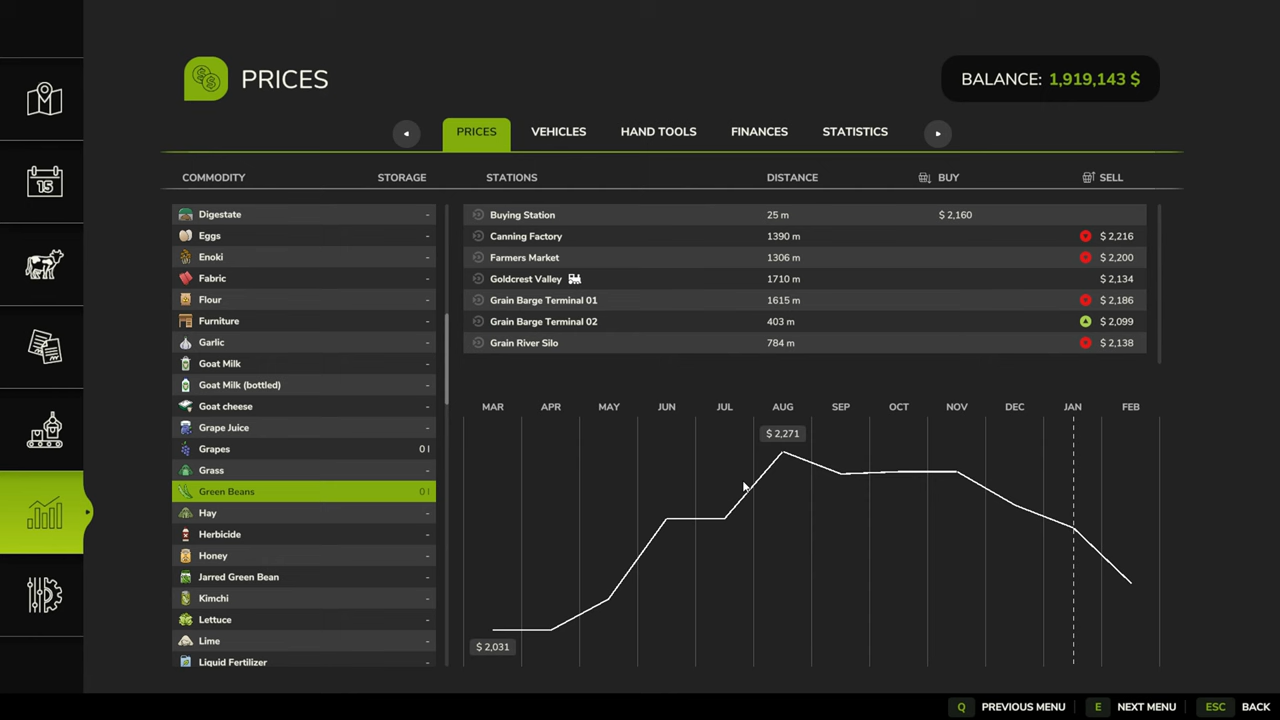 PRICES
BALANCE: 1,919,143 $
PRICES VEHICLES HAND TOOLS FINANCES STATISTICS
COMMODITY STORAGE STATIONS DISTANCE BUY SELL
15
Digestate -
Eggs -
Enoki -
Fabric -
Flour -
Furniture -
Garlic -
Goat Milk -
Goat Milk (bottled) -
Goat cheese -
Grape Juice -
Grapes 0 l
Grass -
Green Beans 0 l
Hay -
Herbicide -
Honey -
Jarred Green Bean -
Kimchi -
Lettuce -
Lime -
Liquid Fertilizer -
Buying Station 25 m $ 2,160
Canning Factory 1390 m $ 2,216
Farmers Market 1306 m $ 2,200
Goldcrest Valley 1710 m $ 2,134
Grain Barge Terminal 01 1615 m $ 2,186
Grain Barge Terminal 02 403 m $ 2,099
Grain River Silo 784 m $ 2,138
MAR APR MAY JUN JUL AUG SEP OCT NOV DEC JAN FEB
$ 2,271
$ 2,031
Q PREVIOUS MENU E NEXT MENU ESC BACK